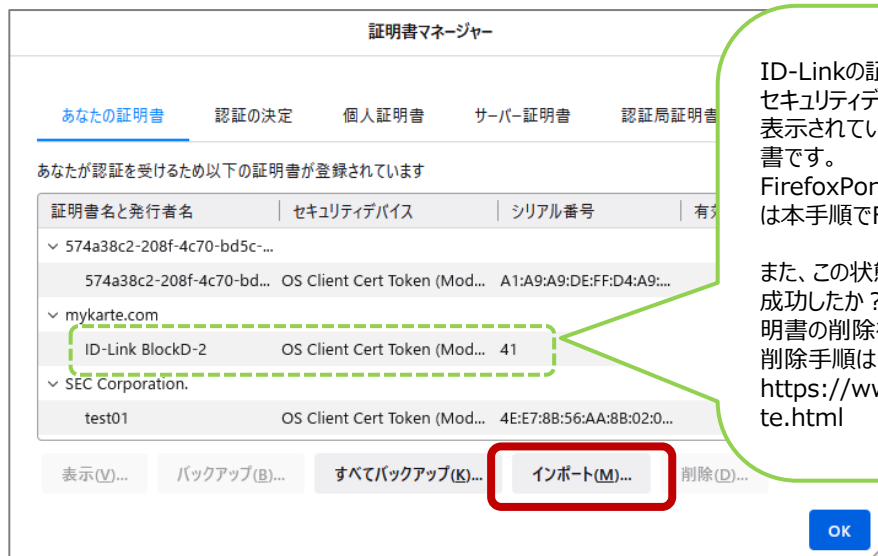 証明書マネージャー
あなたの証明書 認証の決定 個人証明書 サーバー証明書 認証局証明書
あなたが認証を受けるため以下の証明書が登録されています
証明書名と発行者名 セキュリティデバイス シリアル番号 有
574a38c2-208f-4c70-bd5c-...
574a38c2-208f-4c70-bd... OS Client Cert Token (Mod... A1:A9:A9:DE:FF:D4:A9:...
mykarte.com
ID-Link BlockD-2 OS Client Cert Token (Mod... 41
SEC Corporation.
test01 OS Client Cert Token (Mod... 4E:E7:8B:56:AA:8B:02:0...
表示(V)... バックアップ(B)... すべてバックアップ(K)... インポート(M)... 削除(D)...
OK
ID-Linkの証
セキュリティデ
表示されてい
書です。
FirefoxPor
は本手順でF
また、この状態
成功したか？
明書の削除
削除手順は
https://ww
te.html